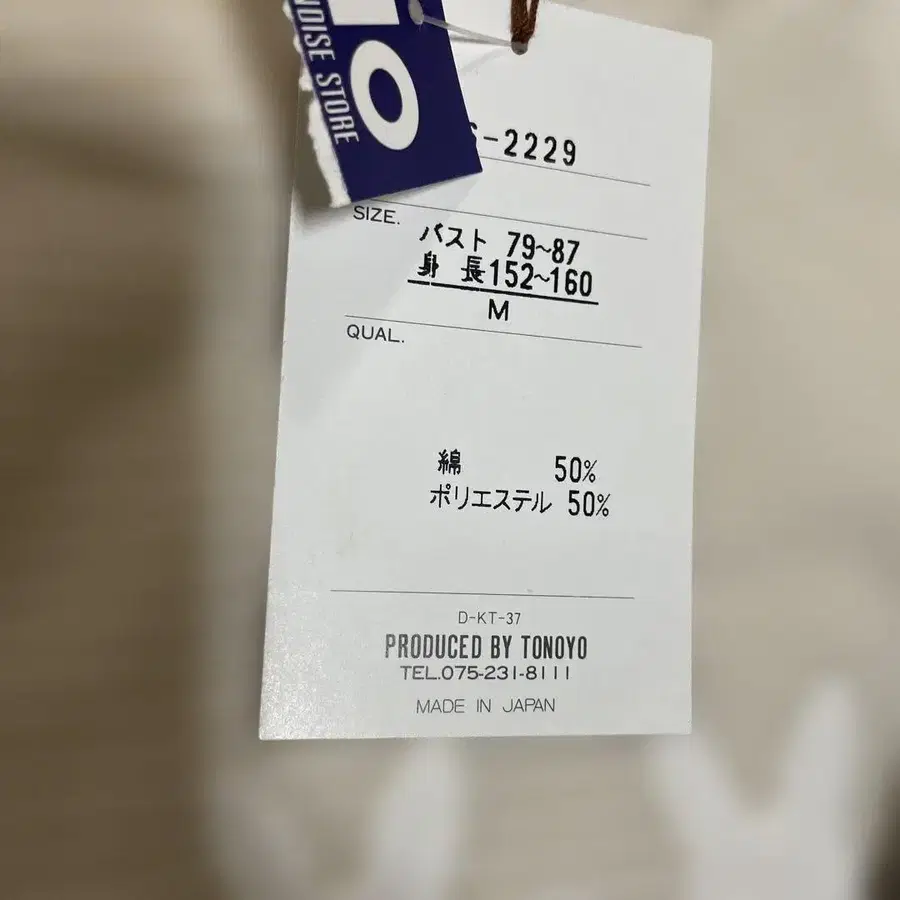 NDISE STORE
O
S-2229
SIZE.
バスト 79~87
身 長152~160
M
QUAL.
綿 50%
ポリエステル 50%
D-KT-37
PRODUCED BY TONOYO
TEL.075-231-8111
MADE IN JAPAN